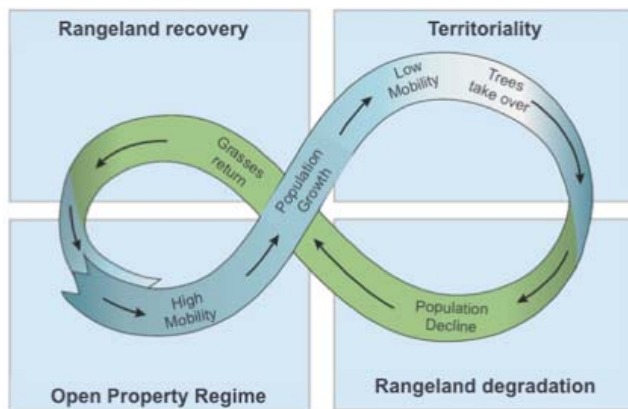 Rangeland recovery
Territoriality
Low
Mobility
Trees
take over
Grasses
return
Population
Growth
High
Mobility
Population
Decline
Open Property Regime
Rangeland degradation